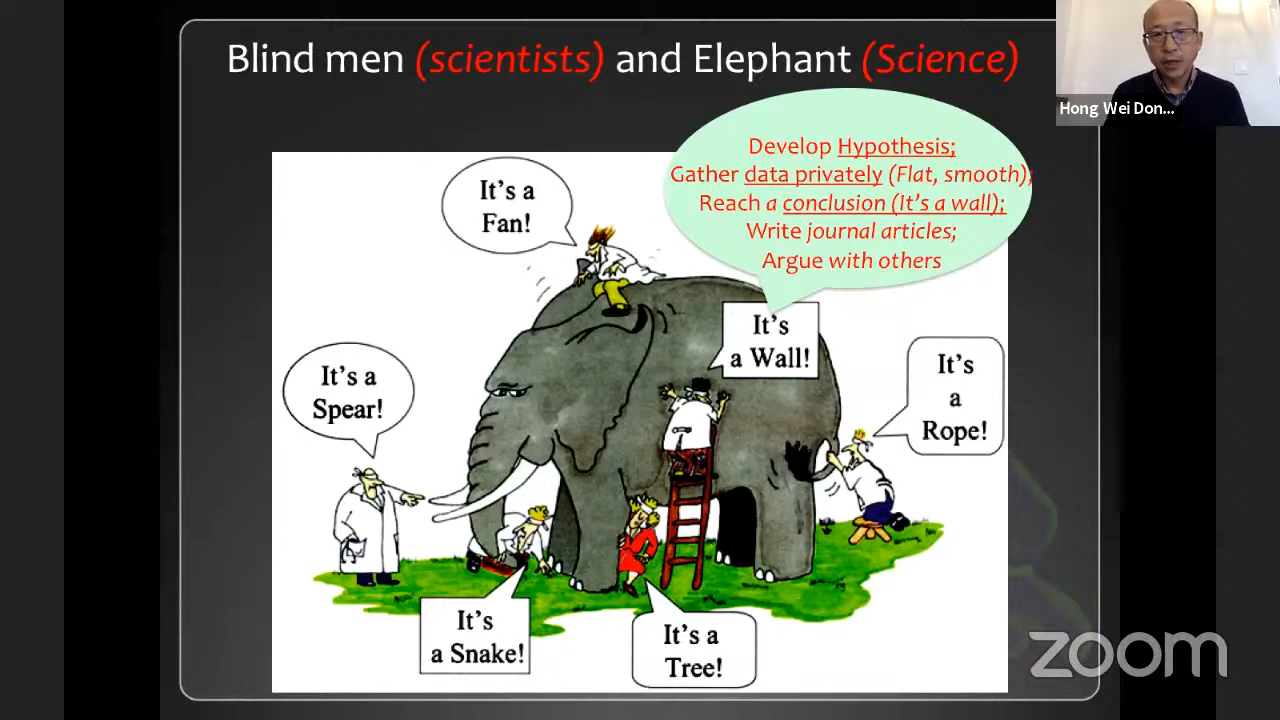 Blind men (scientists) and Elephant (Science)
Hong Wei Don...
Develop Hypothesis;
Gather data privately (Flat, smooth);
Reach a conclusion (It's a wall);
Write journal articles;
Argue with others
It's a
Fan!
It's
a Wall!
It's a
Spear!
It's
a
Rope!
It's
a Snake!
It's a
Tree!
zoom